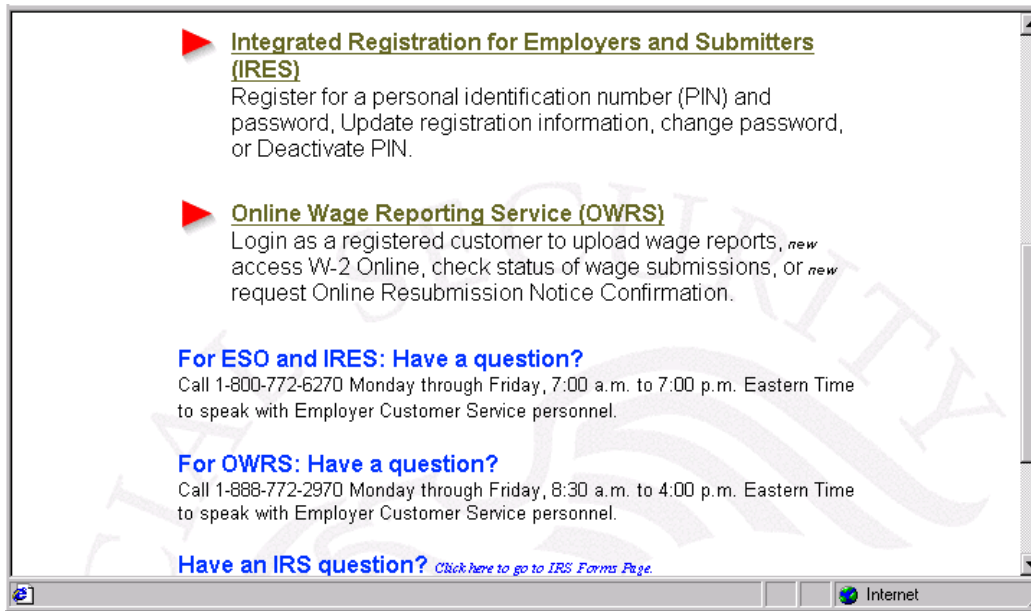 Integrated Registration for Employers and Submitters
(IRES)
Register for a personal identification number (PIN) and
password, Update registration information, change password,
or Deactivate PIN.
Online Wage Reporting Service (OWRS)
Login as a registered customer to upload wage reports, new
access W-2 Online, check status of wage submissions, or new
request Online Resubmission Notice Confirmation.
For ESO and IRES: Have a question?
Call 1-800-772-6270 Monday through Friday, 7:00 a.m. to 7:00 p.m. Eastern Time
to speak with Employer Customer Service personnel.
For OWRS: Have a question?
Call 1-888-772-2970 Monday through Friday, 8:30 a.m. to 4:00 p.m. Eastern Time
to speak with Employer Customer Service personnel.
Have an IRS question? Click here to go to IRS Forms Page.
CIAL SECURITY
Internet